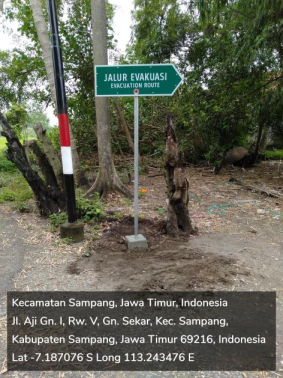 JALUR EVAKUASI
EVACUATION ROUTE
Kecamatan Sampang, Jawa Timur, Indonesia
Jl. Aji Gn. I, Rw. V, Gn. Sekar, Kec. Sampang,
Kabupaten Sampang, Jawa Timur 69216, Indonesia
Lat -7.187076 S Long 113.243476 E